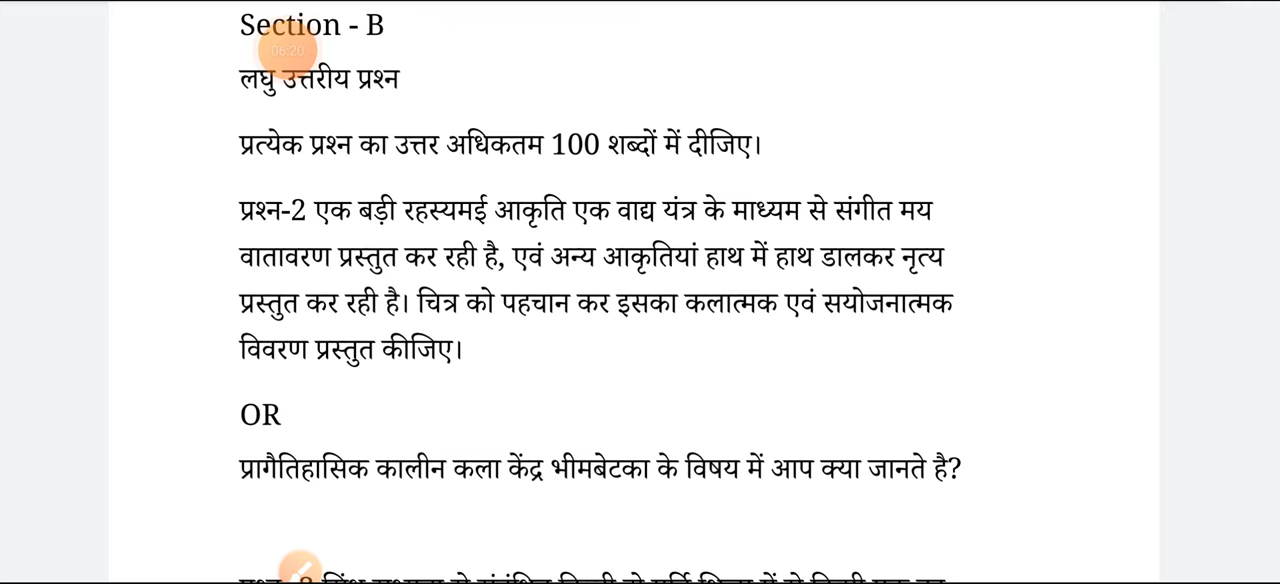 Section - B
06:20
लघु उत्तरीय प्रश्न
प्रत्येक प्रश्न का उत्तर अधिकतम 100 शब्दों में दीजिए।
प्रश्न-2 एक बड़ी रहस्यमई आकृति एक वाद्य यंत्र के माध्यम से संगीत मय
वातावरण प्रस्तुत कर रही है, एवं अन्य आकृतियां हाथ में हाथ डालकर नृत्य
प्रस्तुत कर रही है। चित्र को पहचान कर इसका कलात्मक एवं सयोजनात्मक
विवरण प्रस्तुत कीजिए।
OR
प्रागैतिहासिक कालीन कला केंद्र भीमबेटका के विषय में आप क्या जानते है?